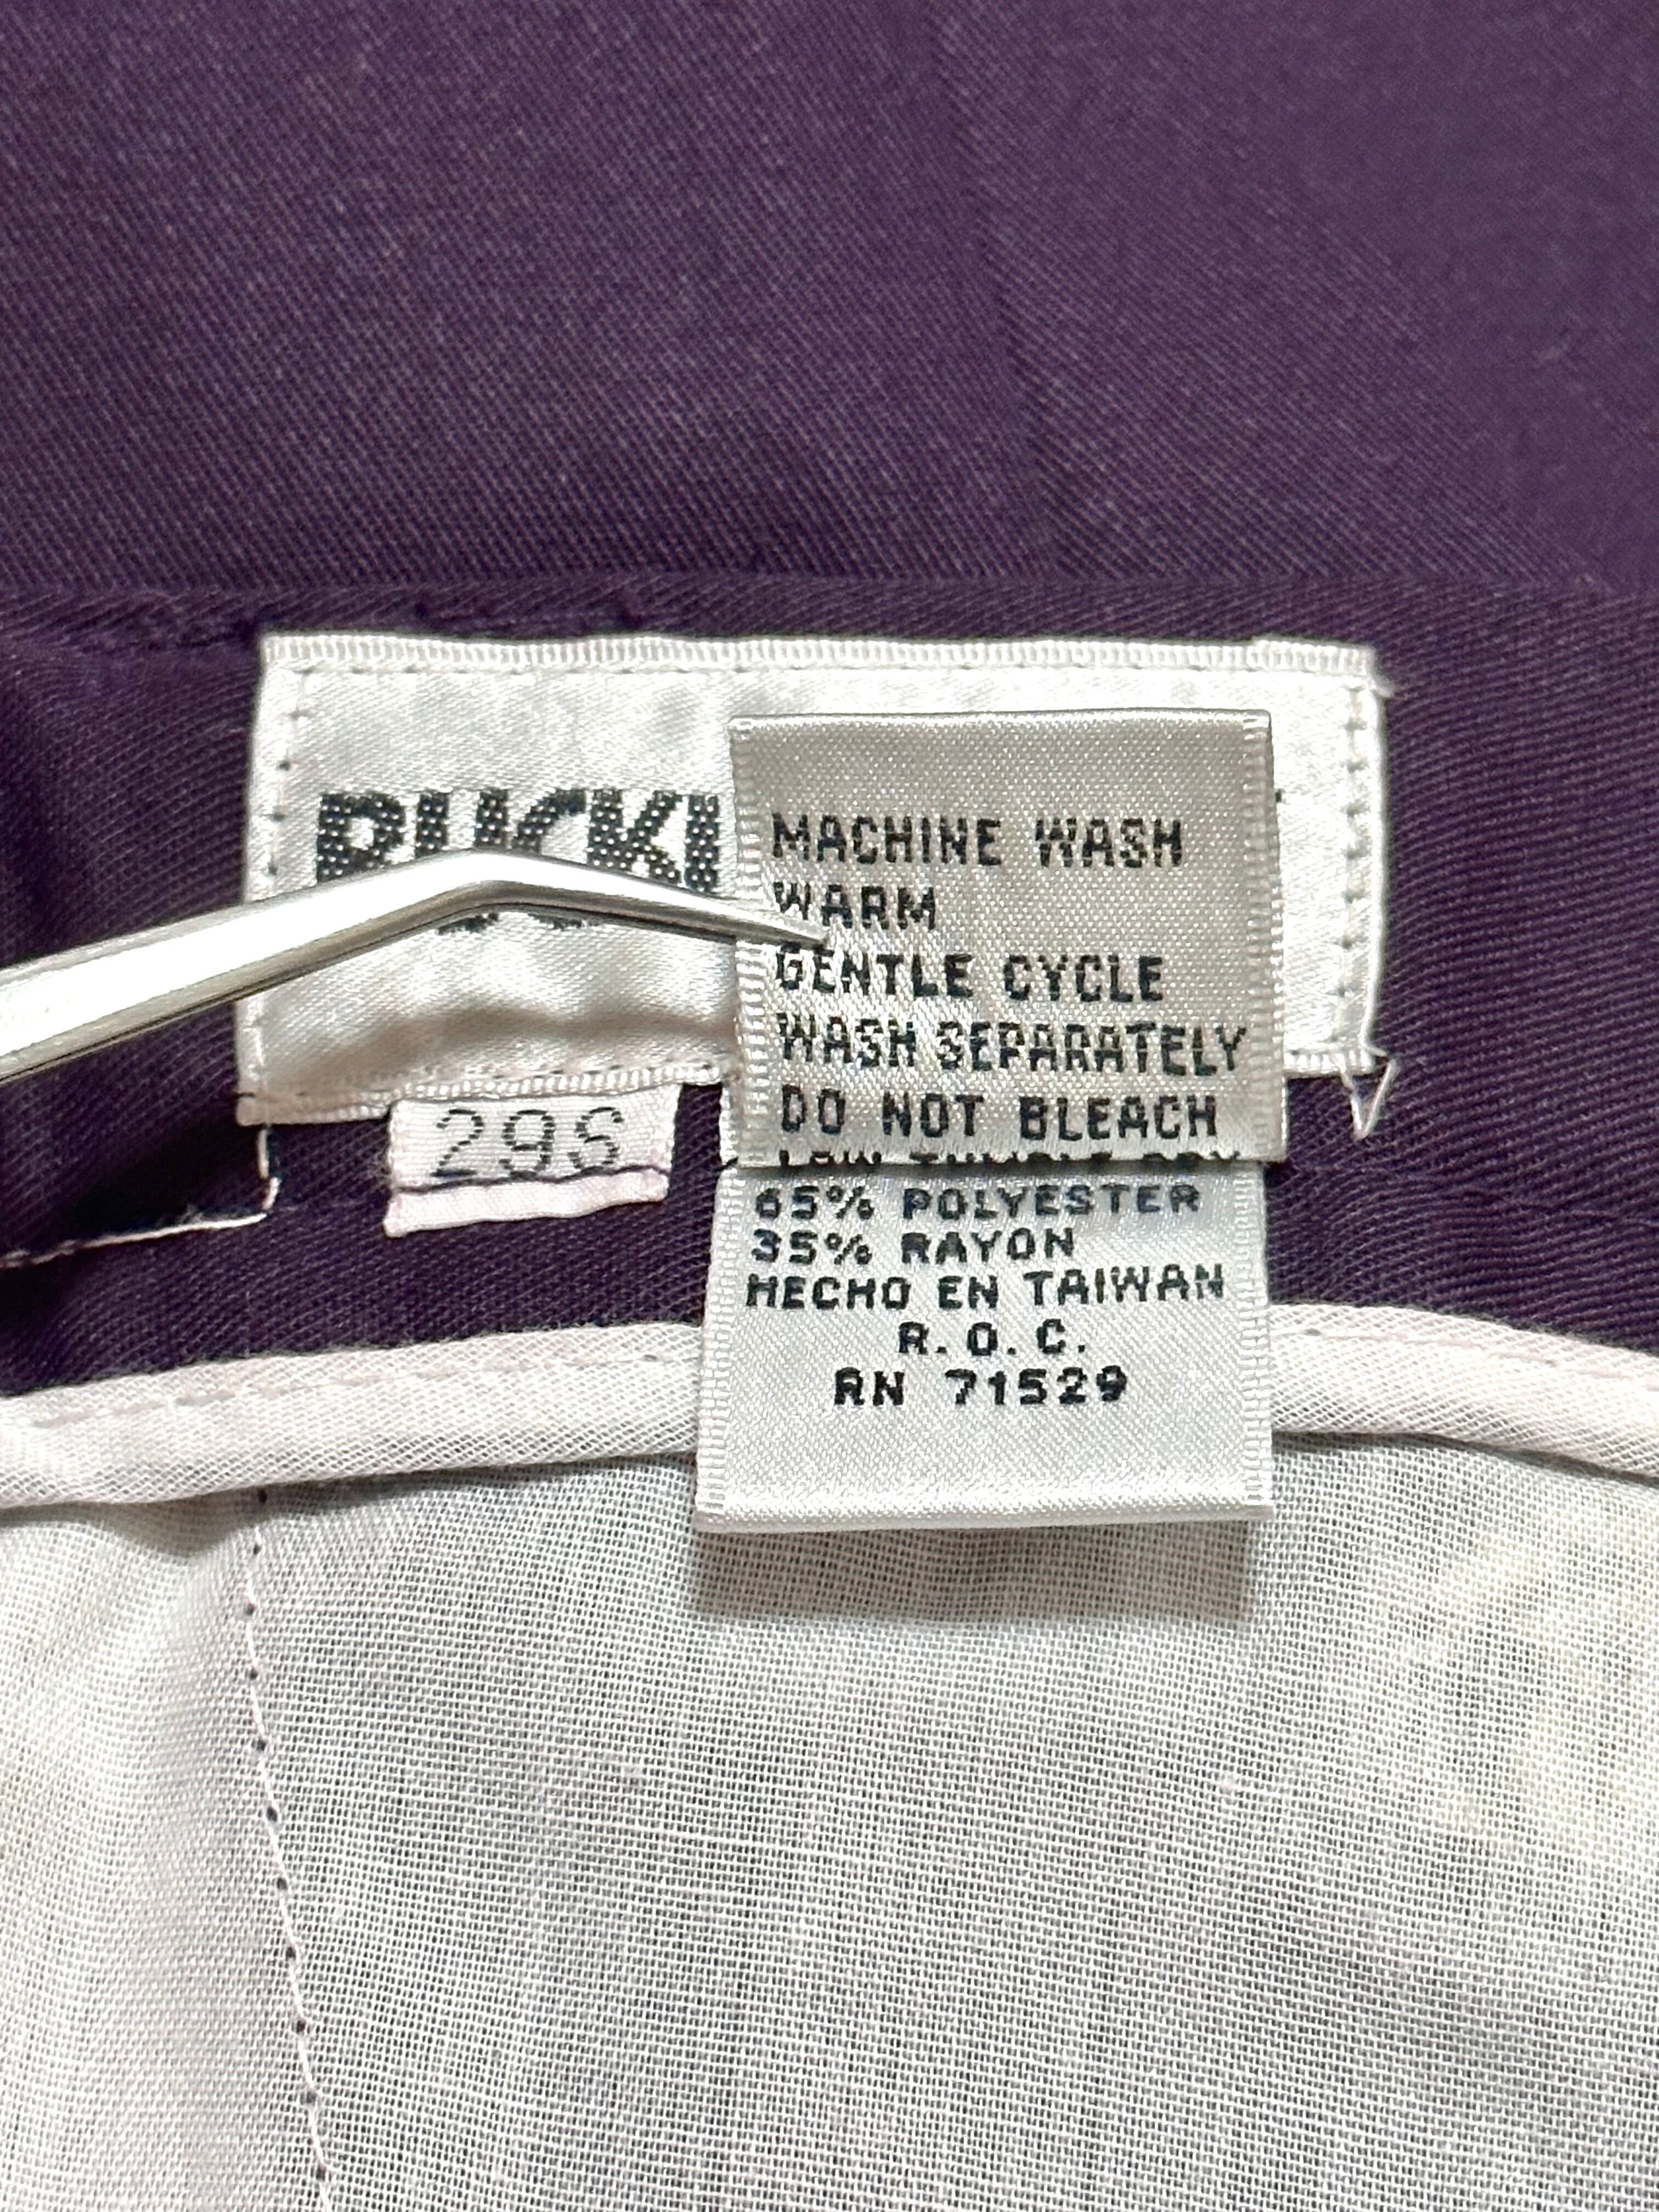 MACHINE WASH
WARM
GENTLE CYCLE
WASH SEPARATELY
DO NOT BLEACH
29S
65% POLYESTER
35% RAYON
HECHO EN TAIWAN
R.O.C.
RN 71529